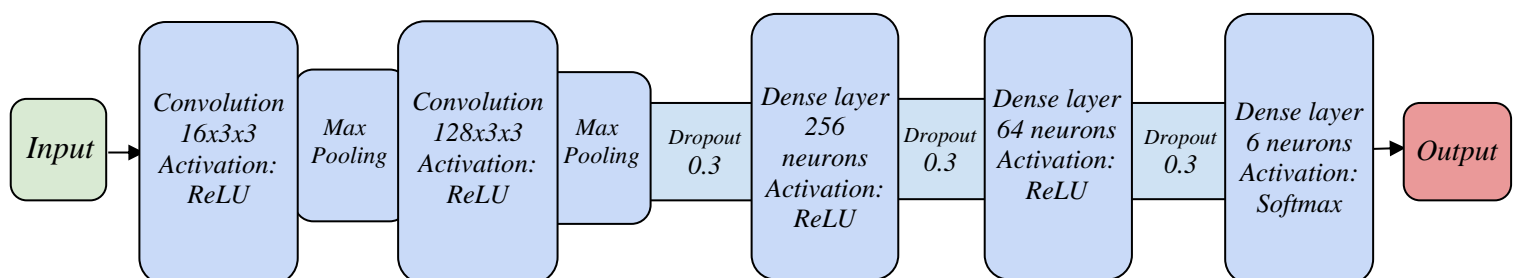 Input
Convolution
16x3x3
Activation:
ReLU
Max
Pooling
Convolution
128x3x3
Activation:
ReLU
Max
Pooling
Dropout
0.3
Dense layer
256
neurons
Activation:
ReLU
Dropout
0.3
Dense layer
64 neurons
Activation:
ReLU
Dropout
0.3
Dense layer
6 neurons
Activation:
Softmax
Output